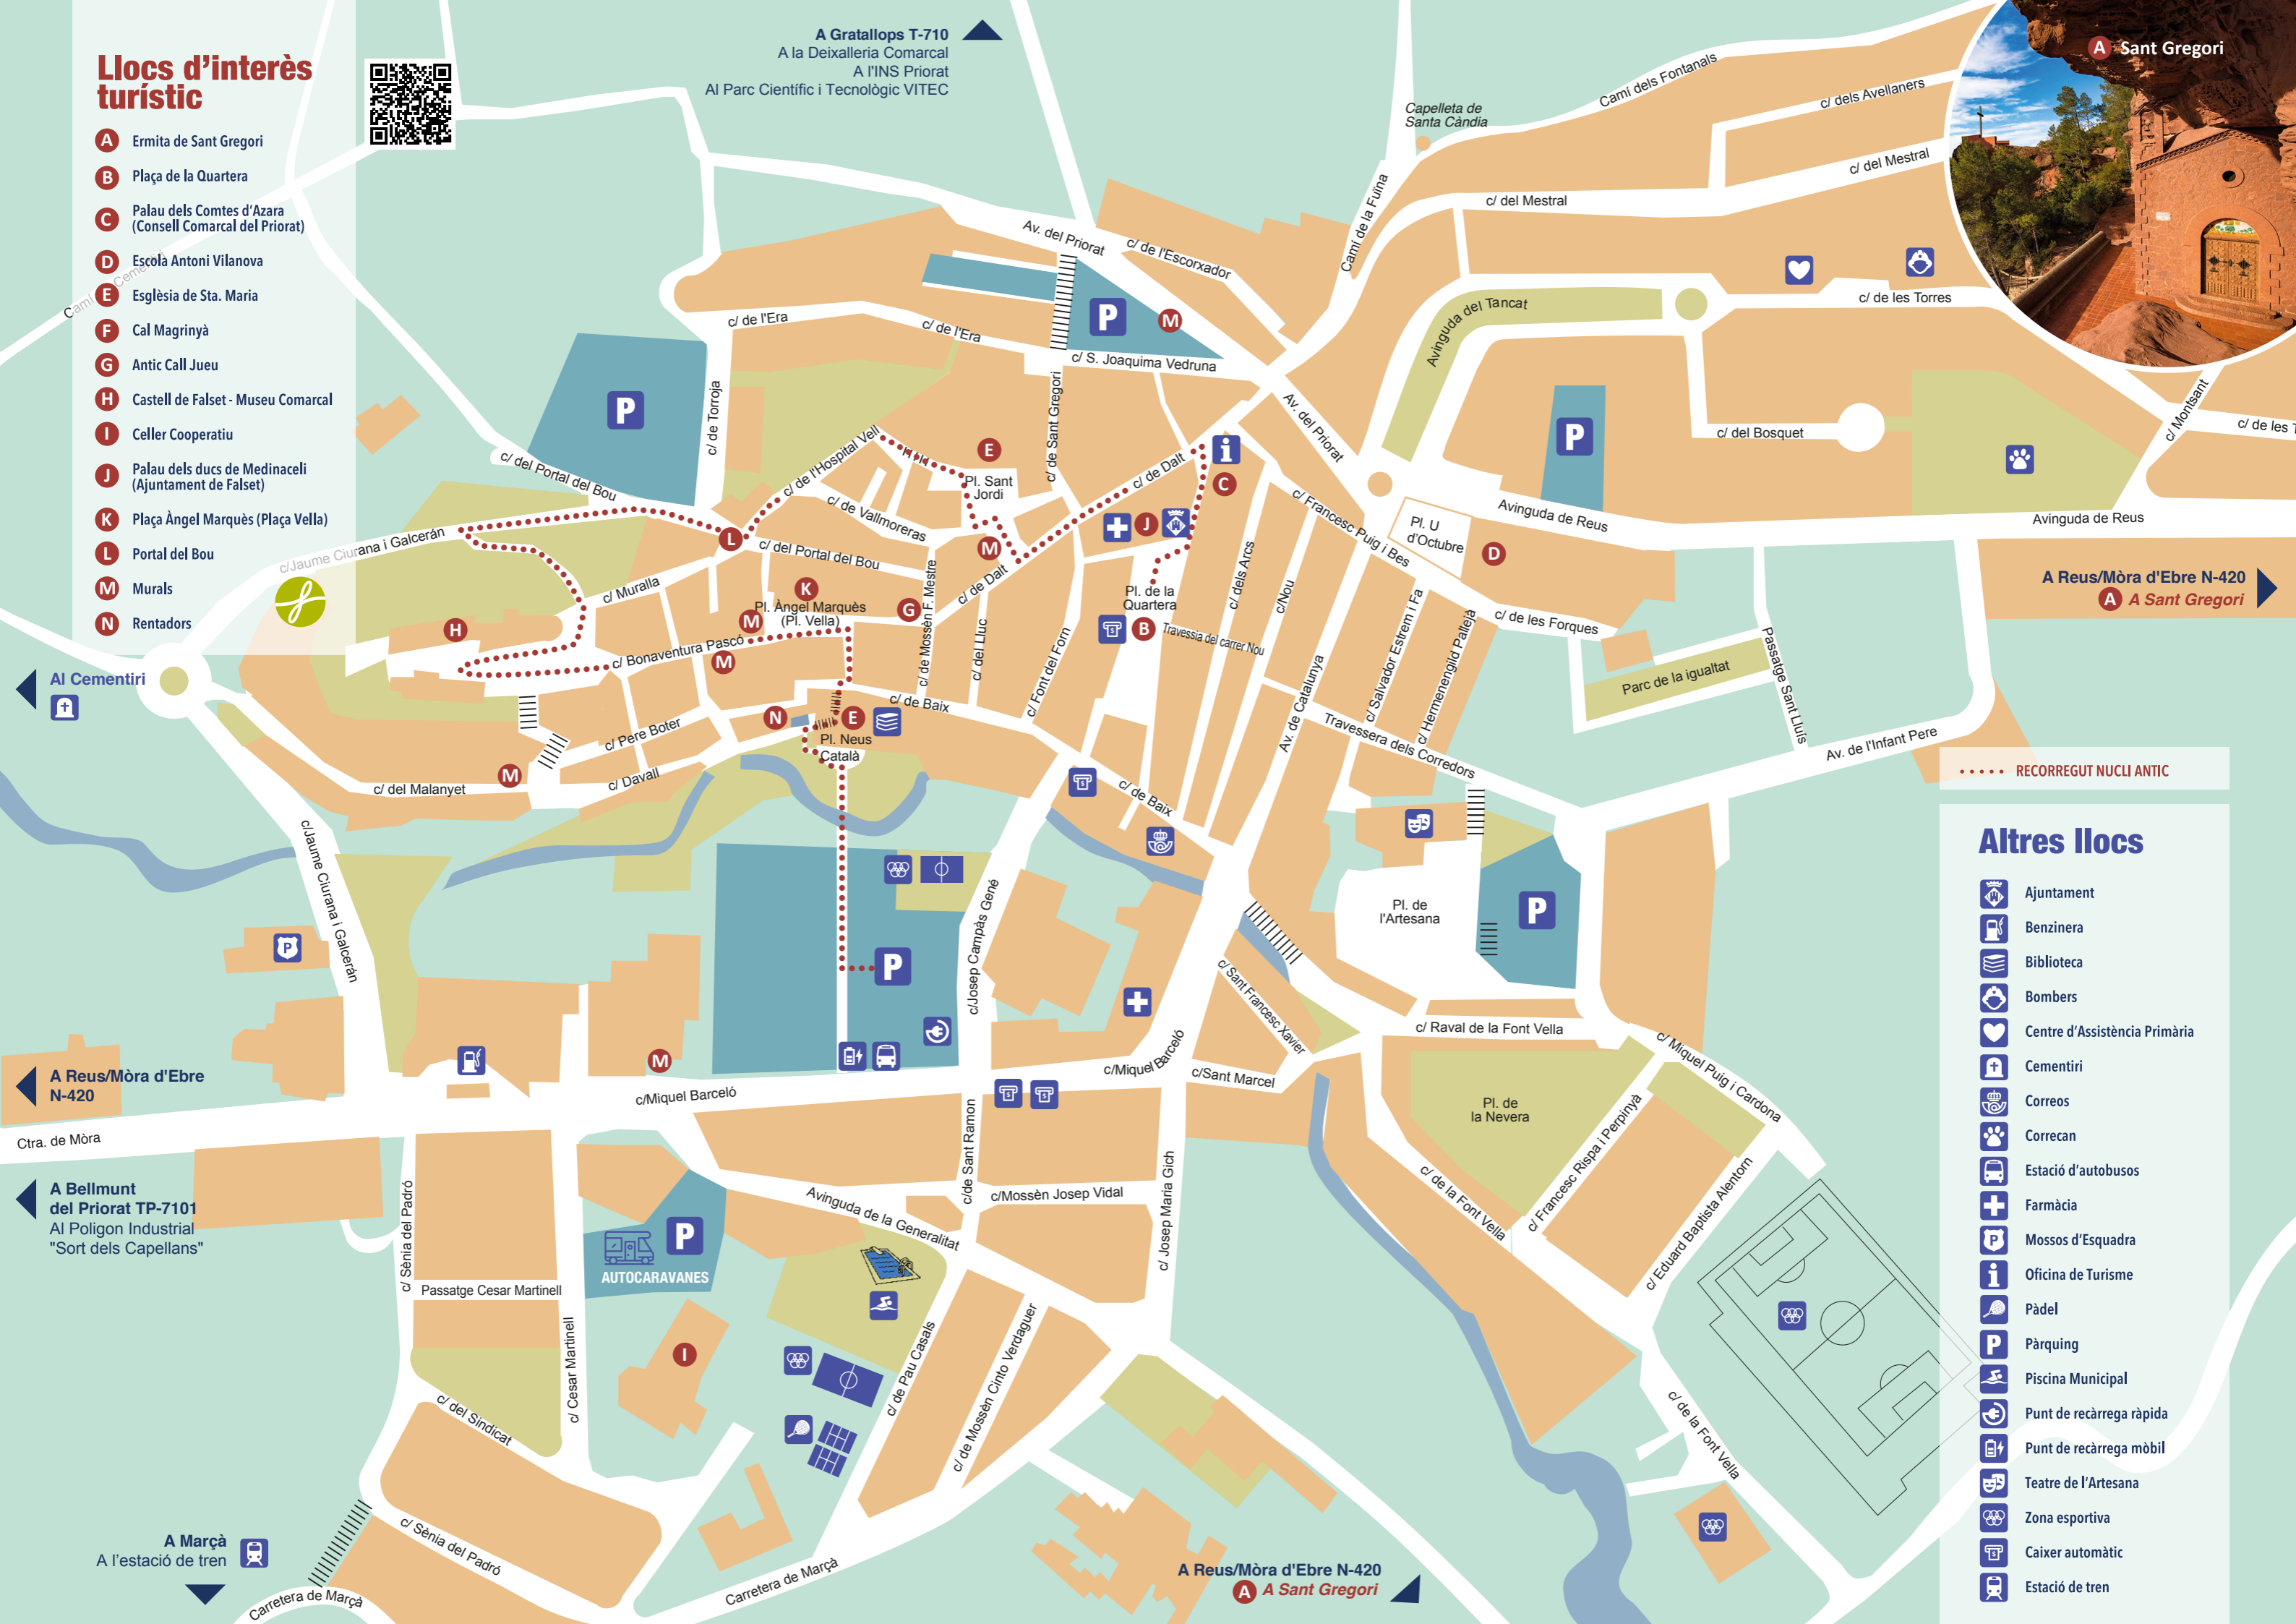 Llocs d'interès
turístic
A Ermita de Sant Gregori
B Plaça de la Quartera
C Palau dels Comtes d'Azara
(Consell Comarcal del Priorat)
D Escola Antoni Vilanova
E Esglèsia de Sta. Maria
F Cal Magrinyà
G Antic Call Jueu
H Castell de Falset - Museu Comarcal
I Celler Cooperatiu
J Palau dels ducs de Medinaceli
(Ajuntament de Falset)
K Plaça Àngel Marquès (Plaça Vella)
L Portal del Bou
M Murals
N Rentadors
A Gratallops T-710
A la Deixalleria Comarcal
A l'INS Priorat
Al Parc Científic i Tecnològic VITEC
Capelleta de
Santa Càndia
Camí dels Fontanals
c/ dels Avellaners
c/ del Mestral
c/ del Mestral
A Sant Gregori
Camí de la Fuïna
Av. del Priorat
c/ de l'Escorxador
P
M
c/ de l'Era
c/ de l'Era
c/ S. Joaquima Vedruna
Avinguda del Tancat
c/ de les Torres
c/ Montsant
c/ de les T
c/ del Bosquet
P
P
c/ de Torroja
c/ de Sant Gregori
Av. del Priorat
c/ del Portal del Bou
c/ de l'Hospital Vell
E
Pl. Sant
Jordi
c/ de Dalt
i
C
c/ de Vallmoreras
c/ Francesc Puig i Bes
Pl. U
d'Octubre
Avinguda de Reus
Avinguda de Reus
D
c/Jaume Ciurana i Galcerán
L
c/ del Portal del Bou
M
J
A Reus/Mòra d'Ebre N-420
A A Sant Gregori
c/ Muralla
K
Pl. Àngel Marquès
(Pl. Vella)
G
M
c/ de Mossèn F. Mestre
c/ de Dalt
c/ del Lluc
c/ Font del Forn
Pl. de la
Quartera
B
Travessia del carrer Nou
c/ dels Arcs
c/Nou
Av. de Catalunya
c/ Salvador Estrem i Fa
c/ Hermenengild Pallejà
c/ de les Forques
Parc de la igualtat
Passatge Sant Lluís
Av. de l'Infant Pere
H
c/ Bonaventura Pascó
M
Al Cementiri
c/ Pere Boter
N
E
c/ de Baix
Pl. Neus
Català
Travessera dels Corredors
c/ del Malanyet
M
c/ Davall
c/ de Baix
RECORREGUT NUCLI ANTIC
c/Jaume Ciurana i Galcerán
P
P
c/Josep Campàs Gené
Pl. de
l'Artesana
P
c/ Sant Francesc Xavier
c/ Raval de la Font Vella
c/ Miquel Puig i Cardona
A Reus/Mòra d'Ebre
N-420
M
c/Miquel Barceló
c/Miquel Barceló
c/Sant Marcel
Ctra. de Mòra
Pl. de
la Nevera
c/ Francesc Rispa i Perpinyà
c/ Eduard Baptista Alentorn
c/ de la Font Vella
A Bellmunt
del Priorat TP-7101
Al Poligon Industrial
"Sort dels Capellans"
c/ Sènia del Padró
Passatge Cesar Martinell
c/ Cesar Martinell
P
AUTOCARAVANES
Avinguda de la Generalitat
c/de Sant Ramon
c/Mossèn Josep Vidal
c/ Josep Maria Gich
I
c/ de Pau Casals
c/ de Mossèn Cinto Verdaguer
c/ del Sindicat
c/ de la Font Vella
A Marçà
A l'estació de tren
c/ Sènia del Padró
Carretera de Marçà
Carretera de Marçà
A Reus/Mòra d'Ebre N-420
A A Sant Gregori
Altres llocs
Ajuntament
Benzinera
Biblioteca
Bombers
Centre d'Assistència Primària
Cementiri
Correos
Correcan
Estació d'autobusos
Farmàcia
P Mossos d'Esquadra
i Oficina de Turisme
Pàdel
P Pàrquing
Piscina Municipal
Punt de recàrrega ràpida
Punt de recàrrega mòbil
Teatre de l'Artesana
Zona esportiva
Caixer automàtic
Estació de tren